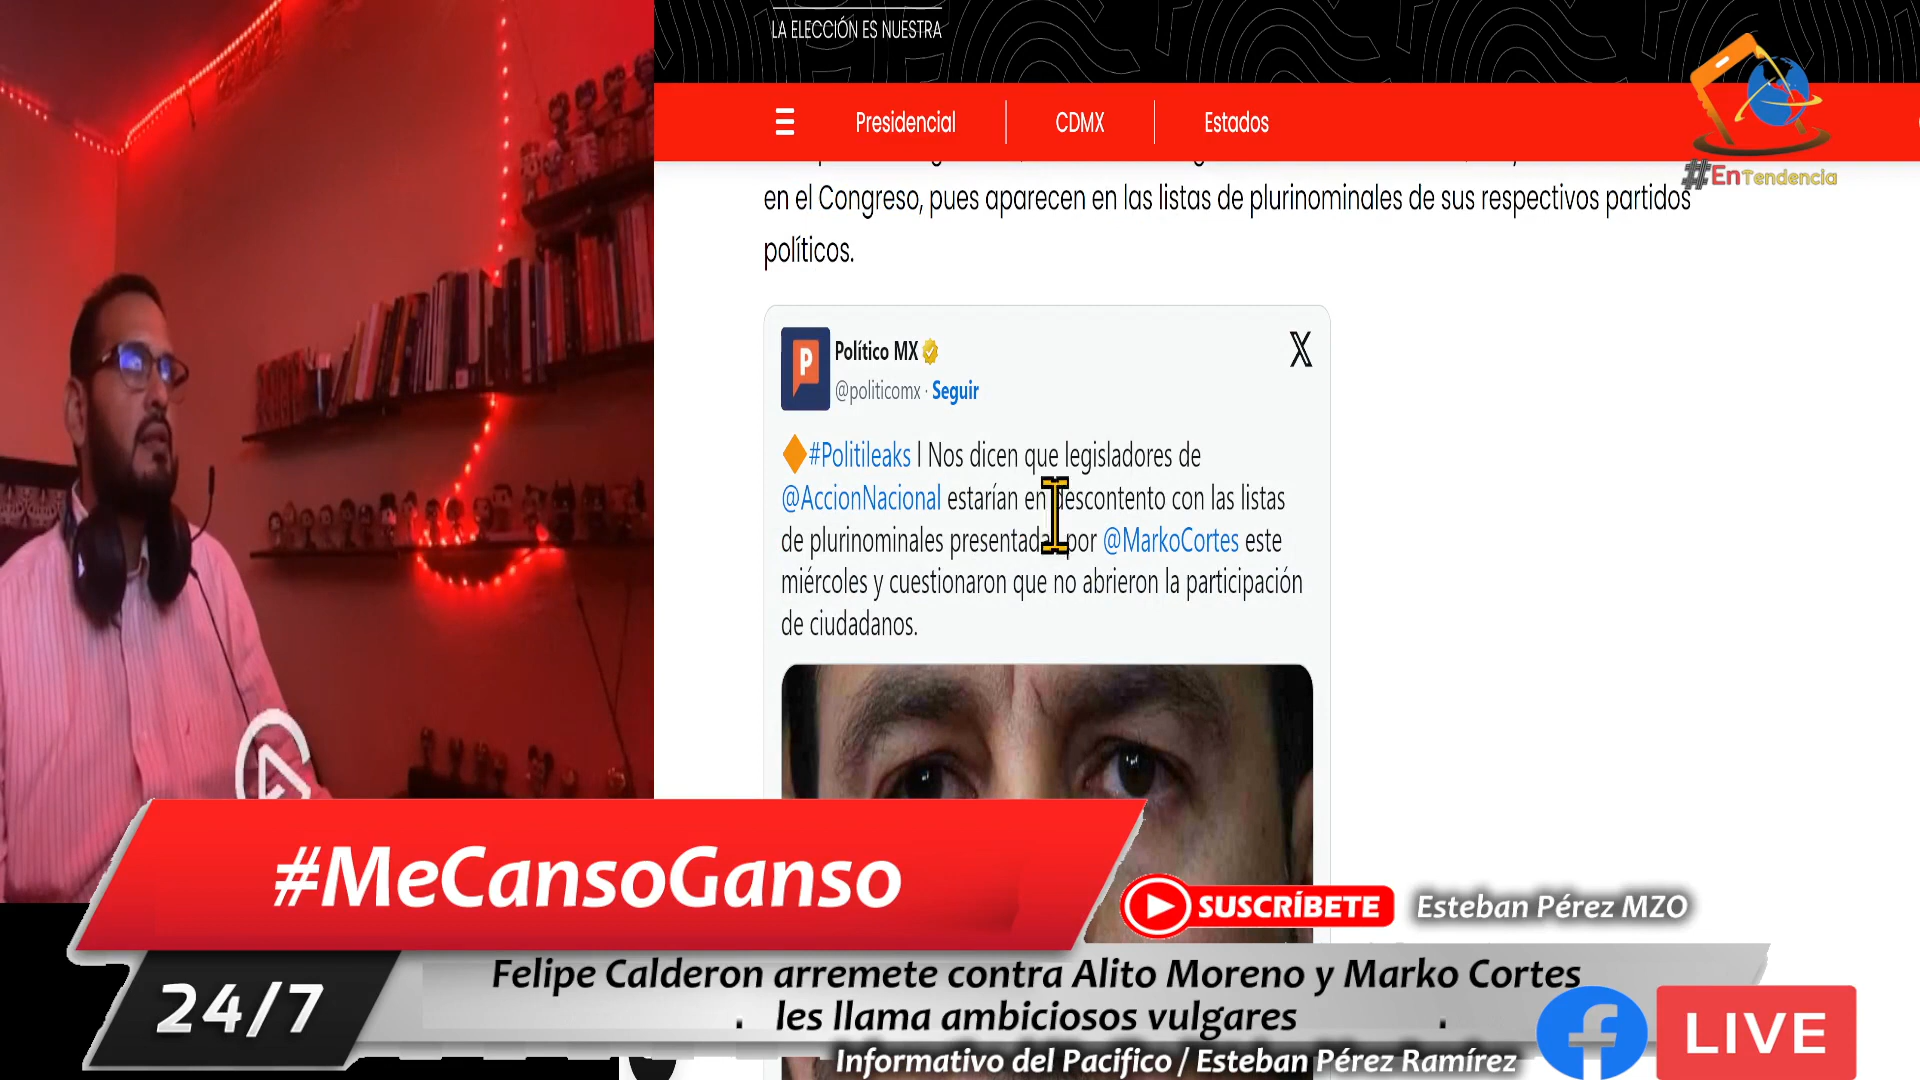 LA ELECCIÓN ES NUESTRA
Presidencial
CDMX
Estados
#EnTendencia
en el Congreso, pues aparecen en las listas de plurinominales de sus respectivos partidos
políticos.
P
Político MX
@politicomx · Seguir
#Politileaks | Nos dicen que legisladores de
@AccionNacional estarían en descontento con las listas
de plurinominales presentadas por @MarkoCortes este
miércoles y cuestionaron que no abrieron la participación
de ciudadanos.
#MeCansoGanso
SUSCRÍBETE
Esteban Pérez MZO
24/7
Felipe Calderon arremete contra Alito Moreno y Marko Cortes
. les llama ambiciosos vulgares .
Informativo del Pacifico / Esteban Pérez Ramírez
LIVE